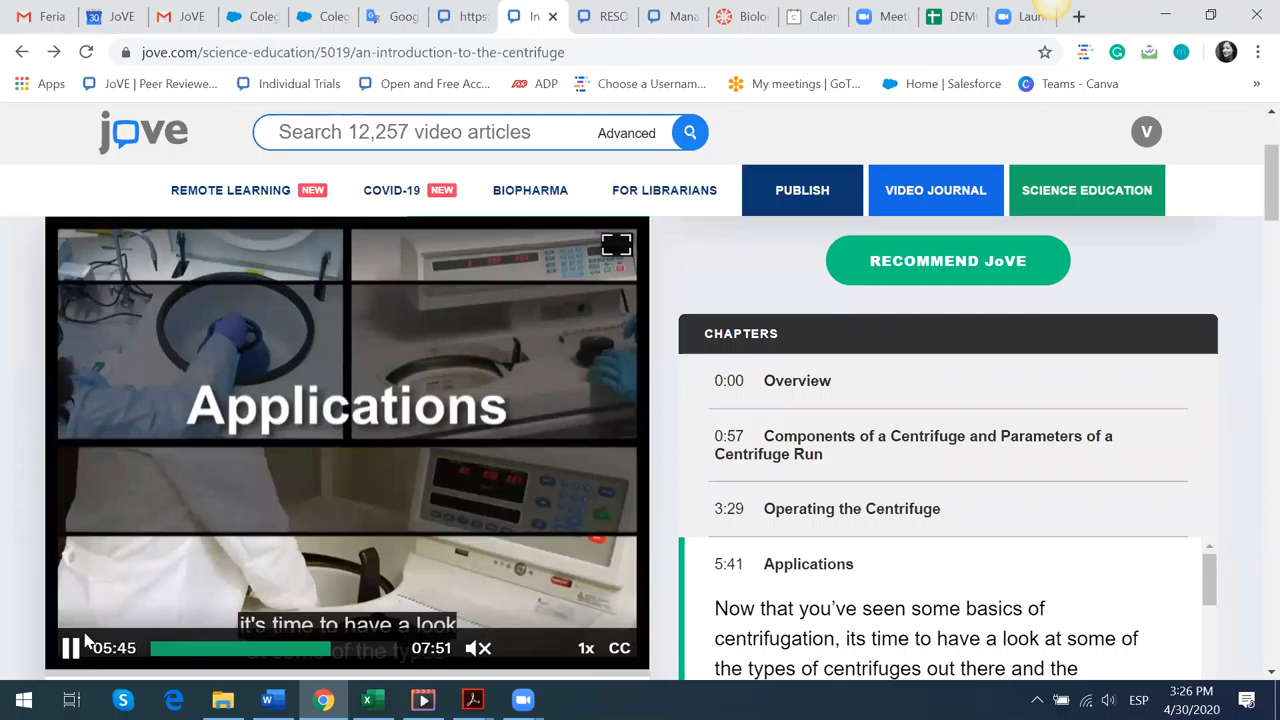 Feria
JoVE
JoVE
Coleg
Coleg
Goog
https:
In
RESO
Mana
Biolo
Calen
Meet
DEM
Laun
jove.com/science-education/5019/an-introduction-to-the-centrifuge
Apps
JoVE | Peer Reviewe...
Individual Trials
Open and Free Acc...
ADP
Choose a Usernam...
My meetings | GoT...
Home | Salesforce
Teams - Canva
»
jove
Search 12,257 video articles
Advanced
V
REMOTE LEARNING NEW
COVID-19 NEW
BIOPHARMA
FOR LIBRARIANS
PUBLISH
VIDEO JOURNAL
SCIENCE EDUCATION
Applications
it's time to have a look
at some of the types
05:45
07:51
1x
CC
RECOMMEND JoVE
CHAPTERS
0:00 Overview
0:57 Components of a Centrifuge and Parameters of a
Centrifuge Run
3:29 Operating the Centrifuge
5:41 Applications
Now that you've seen some basics of
centrifugation, its time to have a look at some of
the types of centrifuges out there and the
ESP
3:26 PM
4/30/2020